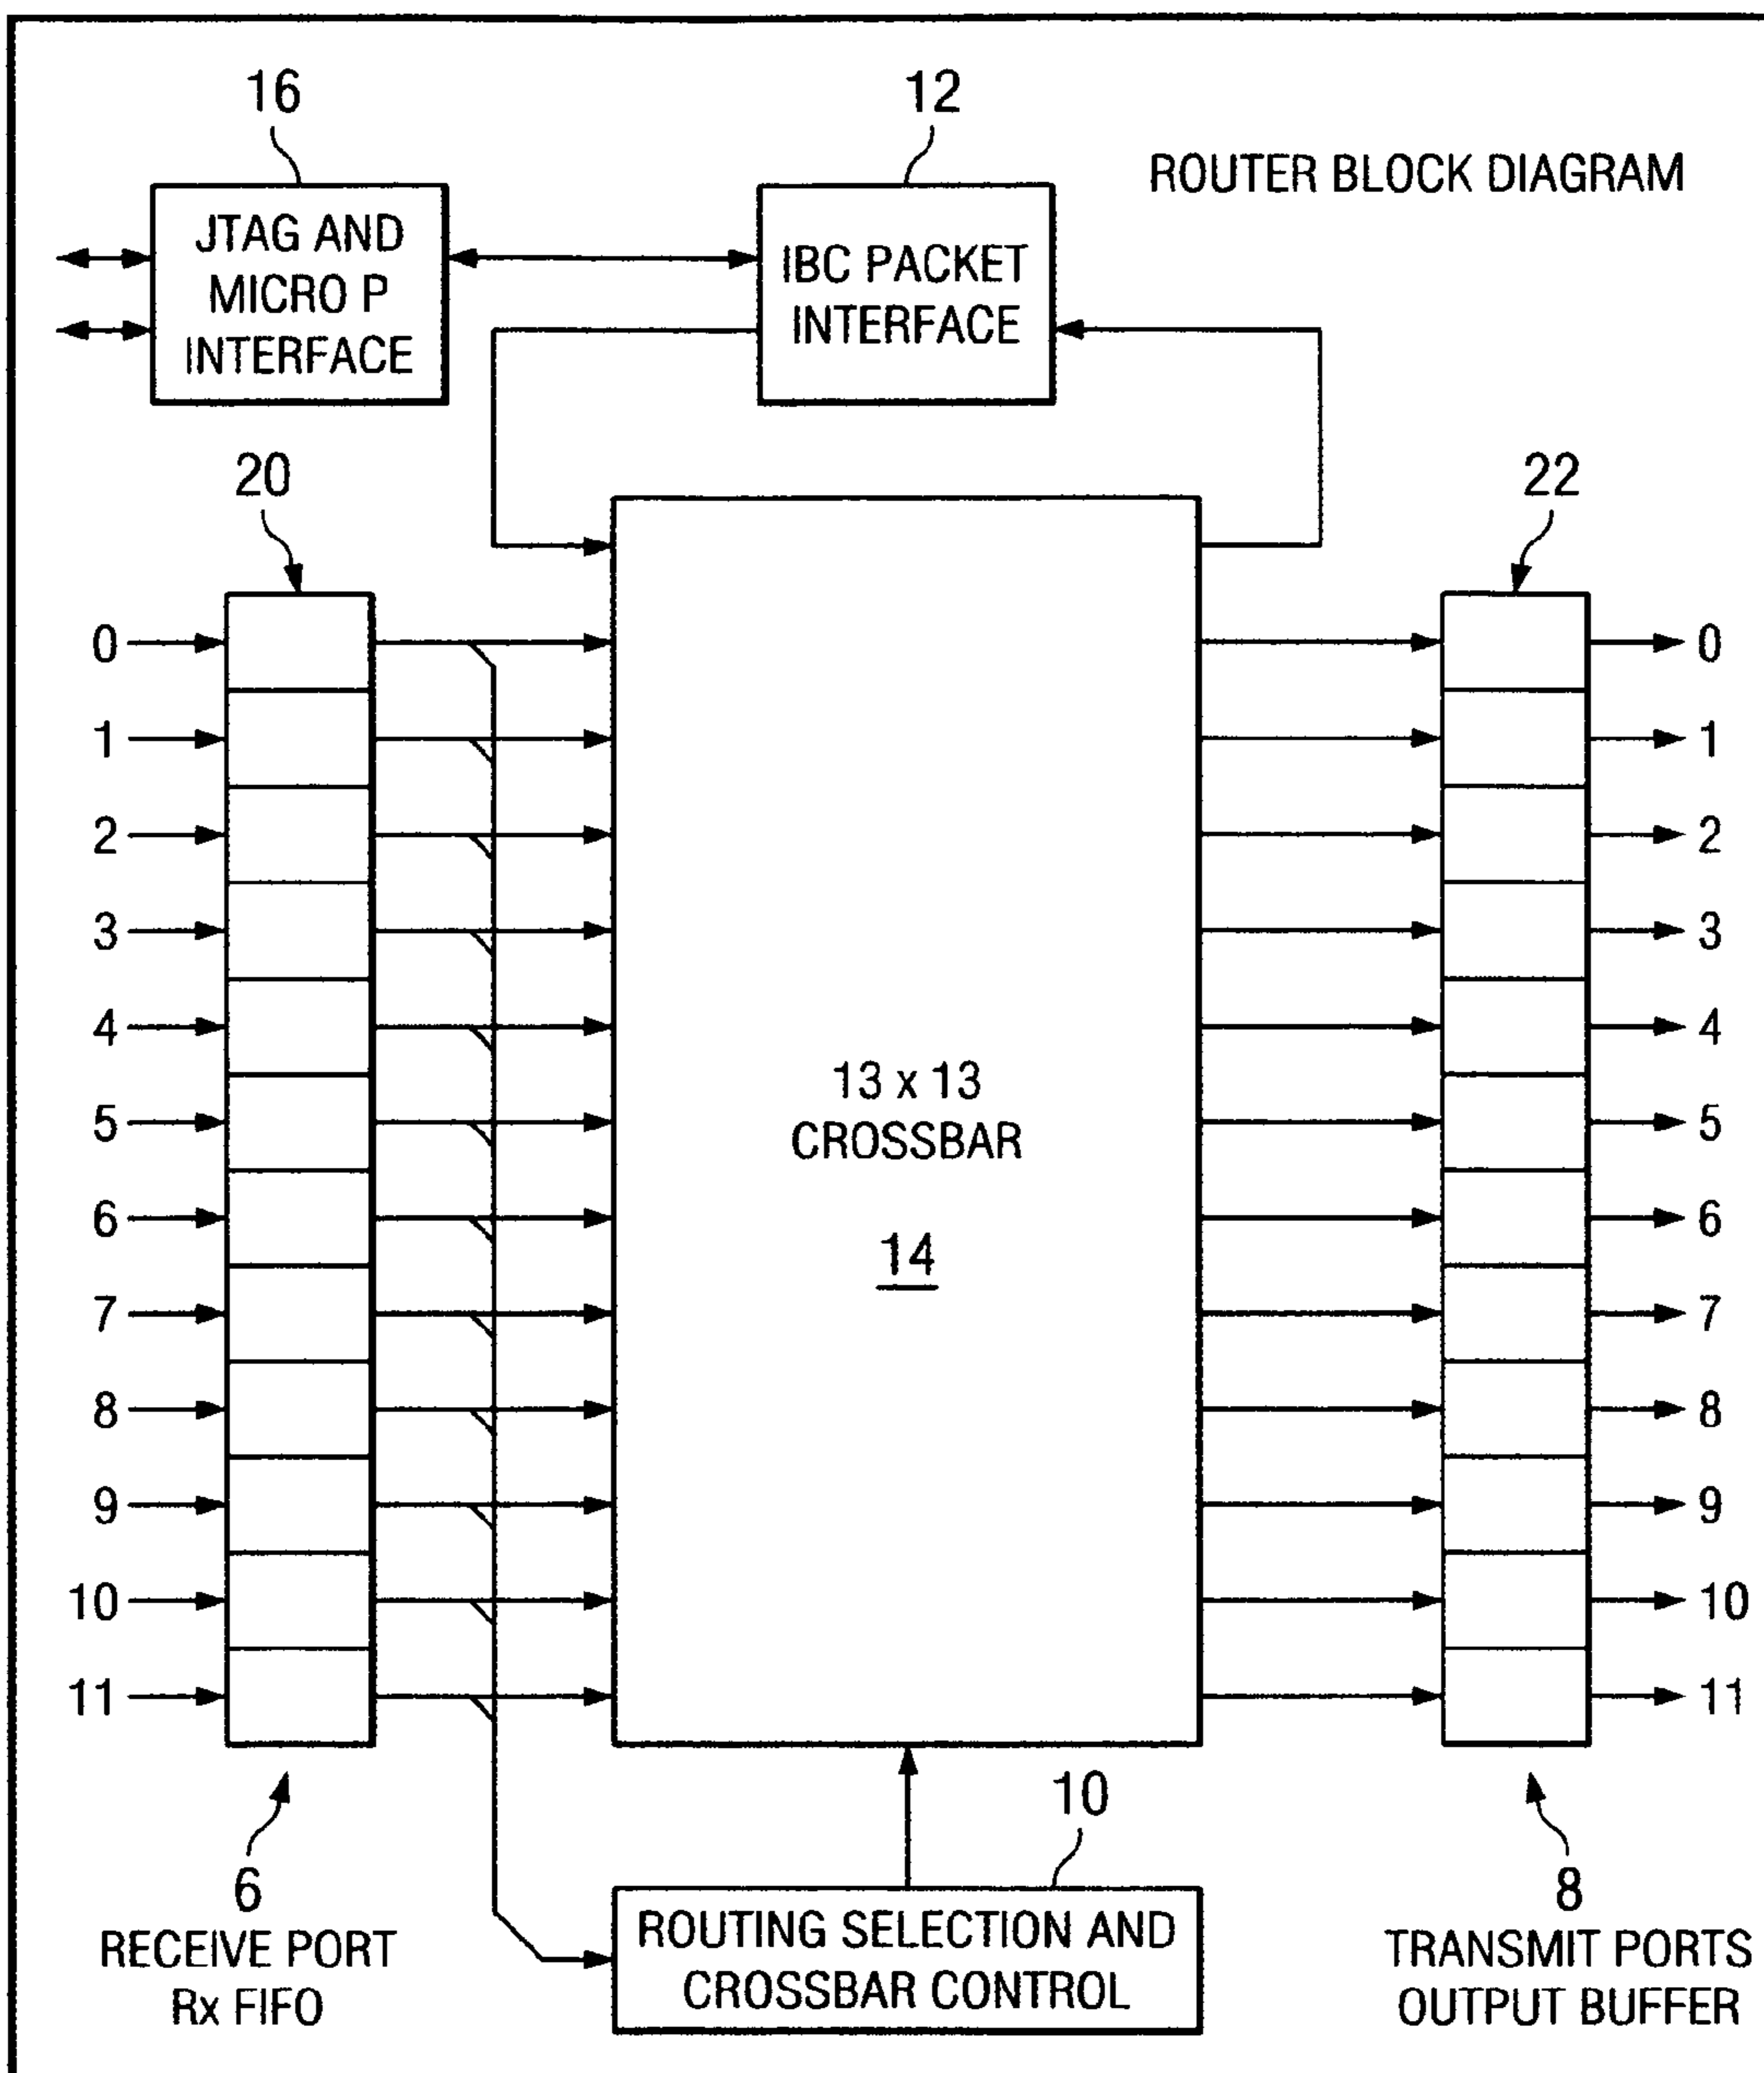 16
12
ROUTER BLOCK DIAGRAM
JTAG AND
MICRO P
INTERFACE
IBC PACKET
INTERFACE
20
22
0
1
2
3
4
5
6
7
8
9
10
11
13 x 13
CROSSBAR
14
0
1
2
3
4
5
6
7
8
9
10
11
6
RECEIVE PORT
Rx FIFO
10
ROUTING SELECTION AND
CROSSBAR CONTROL
8
TRANSMIT PORTS
OUTPUT BUFFER